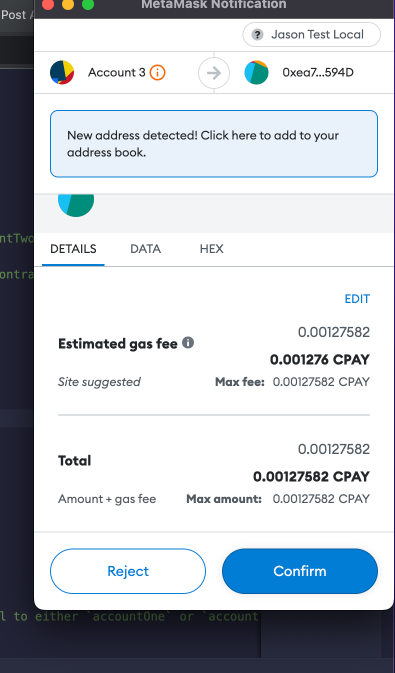 Post /
MetaMask Notification
Jason Test Local
Account 3
0xea7...594D
New address detected! Click here to add to your
address book.
ntTwo
DETAILS DATA HEX
ontra
EDIT
0.00127582
Estimated gas fee
0.001276 CPAY
Site suggested Max fee: 0.00127582 CPAY
0.00127582
Total
0.00127582 CPAY
Amount + gas fee Max amount: 0.00127582 CPAY
Reject Confirm
l to either `accountOne` or `account